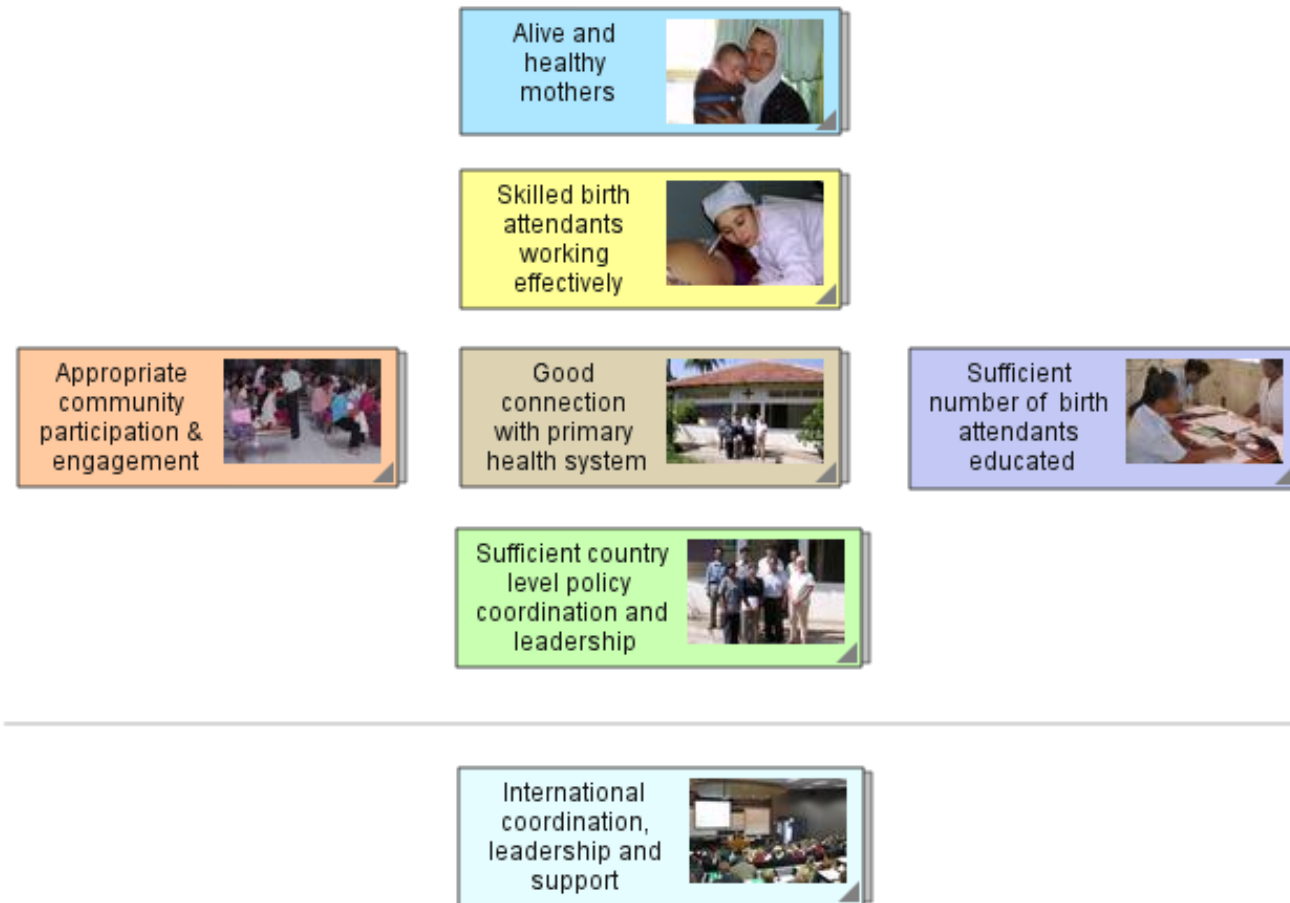 Alive and
healthy
mothers
Skilled birth
attendants
working
effectively
Appropriate
community
participation &
engagement
Good
connection
with primary
health system
Sufficient
number of birth
attendants
educated
Sufficient country
level policy
coordination and
leadership
International
coordination,
leadership and
support